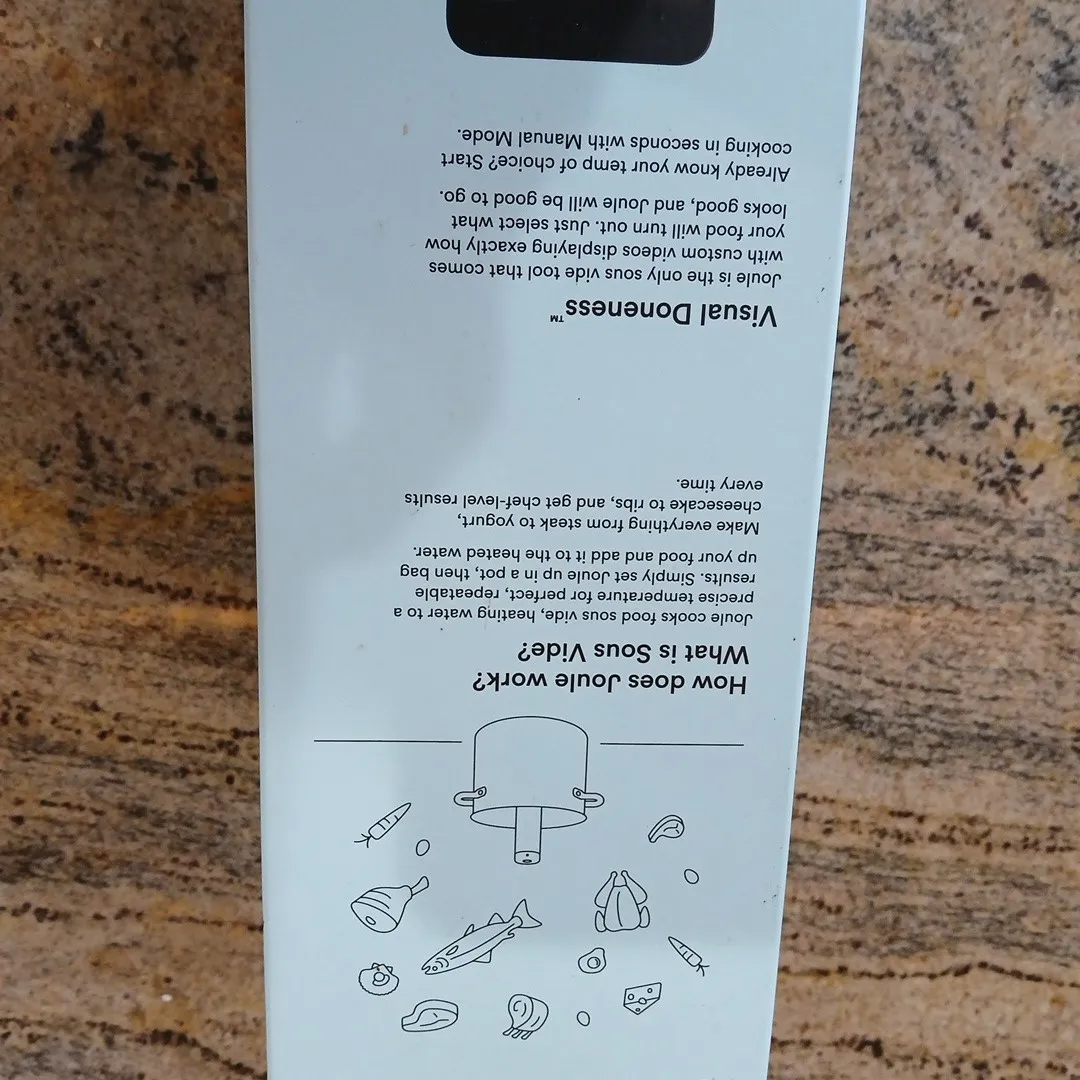 How does Joule work?
What is Sous Vide?
Joule cooks food sous vide, heating water to a
precise temperature for perfect, repeatable
results. Simply set Joule up in a pot, then bag
up your food and add it to the heated water.
Make everything from steak to yogurt,
cheesecake to ribs, and get chef-level results
every time.
Visual Doneness™
Joule is the only sous vide tool that comes
with custom videos displaying exactly how
your food will turn out. Just select what
looks good, and Joule will be good to go.
Already know your temp of choice? Start
cooking in seconds with Manual Mode.